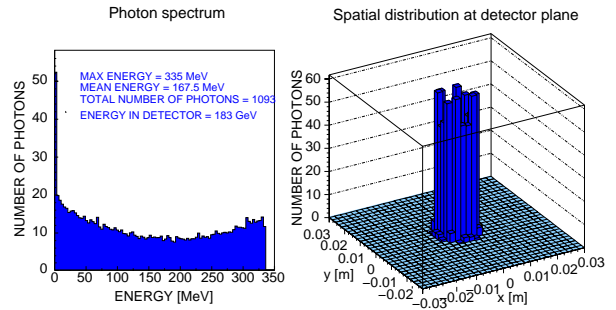 Photon spectrum
MAX ENERGY = 335 MeV
MEAN ENERGY = 167.5 MeV
TOTAL NUMBER OF PHOTONS = 1093
ENERGY IN DETECTOR = 183 GeV
NUMBER OF PHOTONS
50
40
30
20
10
0
0 50 100 150 200 250 300 350
ENERGY [MeV]
Spatial distribution at detector plane
NUMBER OF PHOTONS
60
50
40
30
20
10
0
0.03
0.02
0.01
0
−0.01
−0.02
−0.03
y [m]
−0.03
−0.02
−0.01
0
0.01
0.02
0.03
x [m]